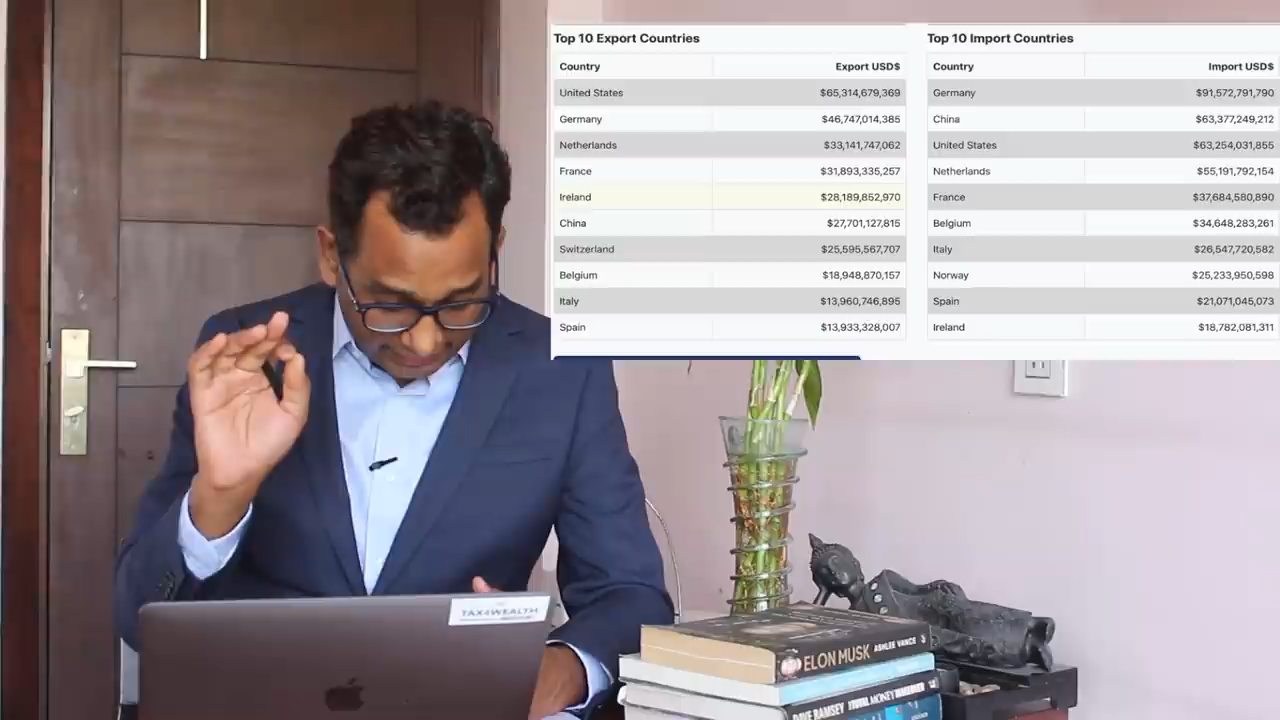 Top 10 Export Countries
Country Export USD$
United States $65,314,679,369
Germany $46,747,014,385
Netherlands $33,141,747,062
France $31,893,335,257
Ireland $28,189,852,970
China $27,701,127,815
Switzerland $25,595,567,707
Belgium $18,948,870,157
Italy $13,960,746,895
Spain $13,933,328,007
Top 10 Import Countries
Country Import USD$
Germany $91,572,791,790
China $63,377,249,212
United States $63,254,031,855
Netherlands $55,191,792,154
France $37,684,580,890
Belgium $34,648,283,261
Italy $26,547,720,582
Norway $25,233,950,598
Spain $21,071,045,073
Ireland $18,782,081,311
TAX4WEALTH
ELON MUSK ASHLEE VANCE
DAVE RAMSEY TOTAL MONEY MAKEOVER